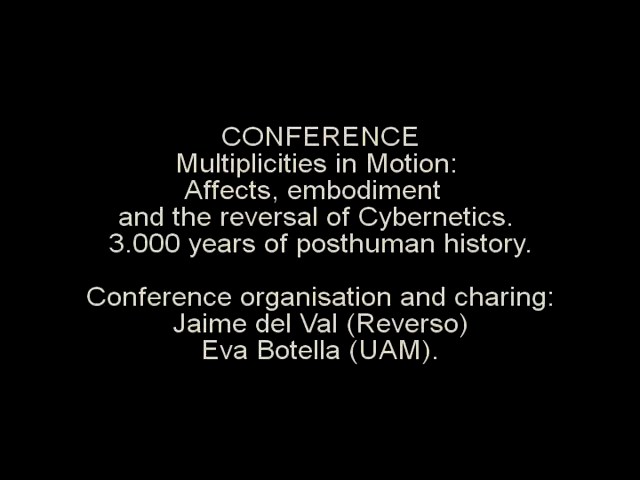 CONFERENCE
Multiplicities in Motion:
Affects, embodiment
and the reversal of Cybernetics.
3.000 years of posthuman history.
Conference organisation and charing:
Jaime del Val (Reverso)
Eva Botella (UAM).